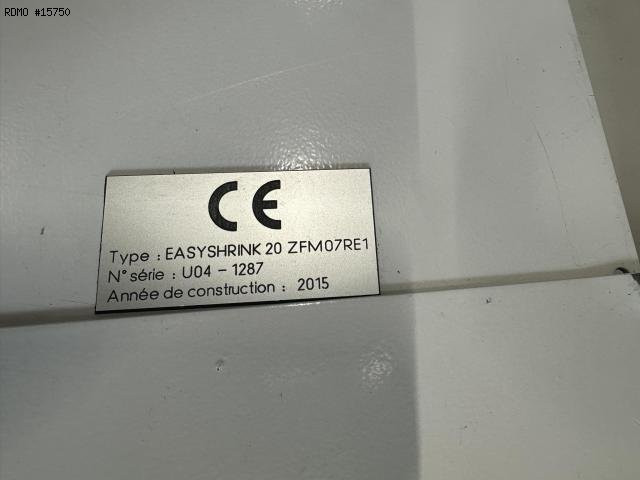 RDMO #15750
CE
Type : EASYSHRINK 20 ZFM07RE1
N° série : U04 - 1287
Année de construction : 2015